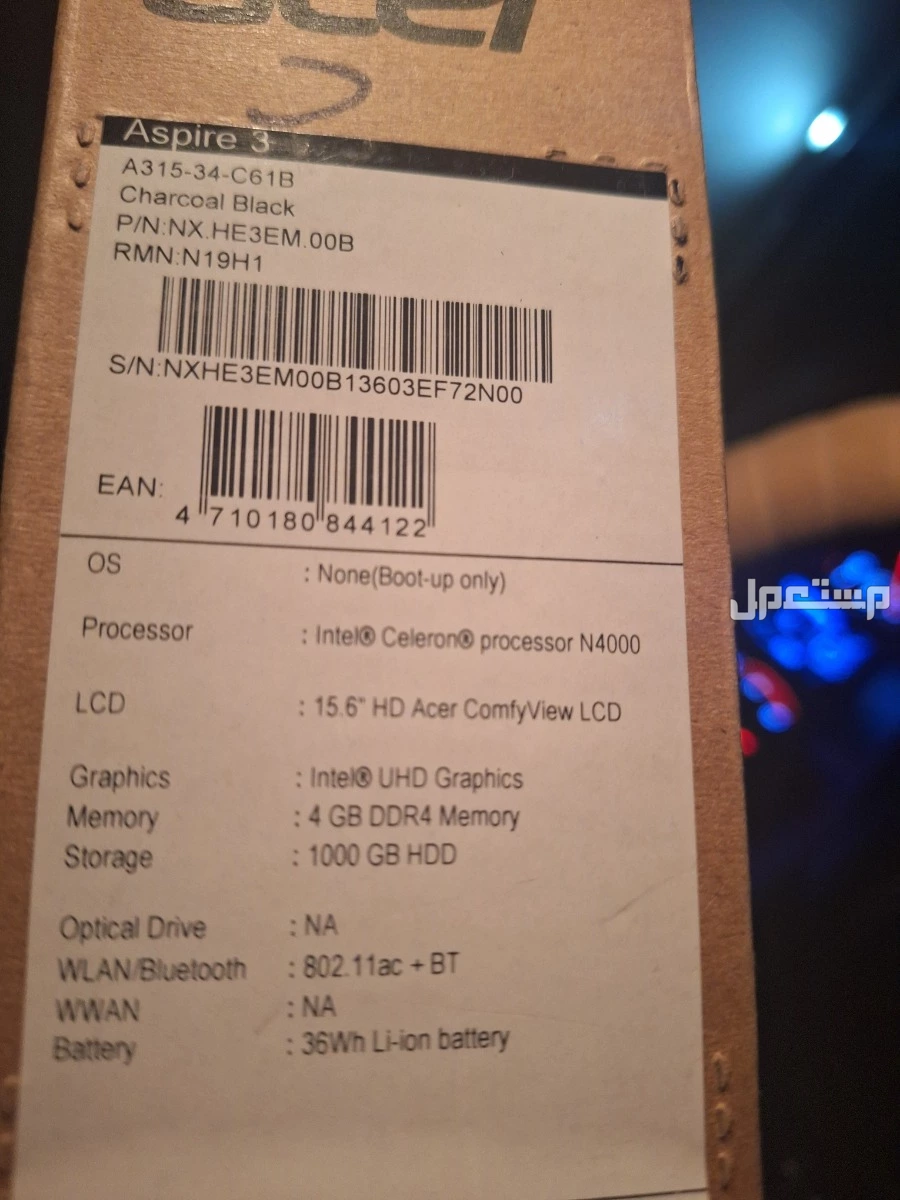 acer
Aspire 3
A315-34-C61B
Charcoal Black
P/N:NX.HE3EM.00B
RMN:N19H1
S/N:NXHE3EM00B13603EF72N00
EAN:
4 710180 844122
OS : None(Boot-up only)
Processor : Intel® Celeron® processor N4000
LCD : 15.6" HD Acer ComfyView LCD
Graphics : Intel® UHD Graphics
Memory : 4 GB DDR4 Memory
Storage : 1000 GB HDD
Optical Drive : NA
WLAN/Bluetooth : 802.11ac + BT
WWAN : NA
Battery : 36Wh Li-ion battery
مستعمل